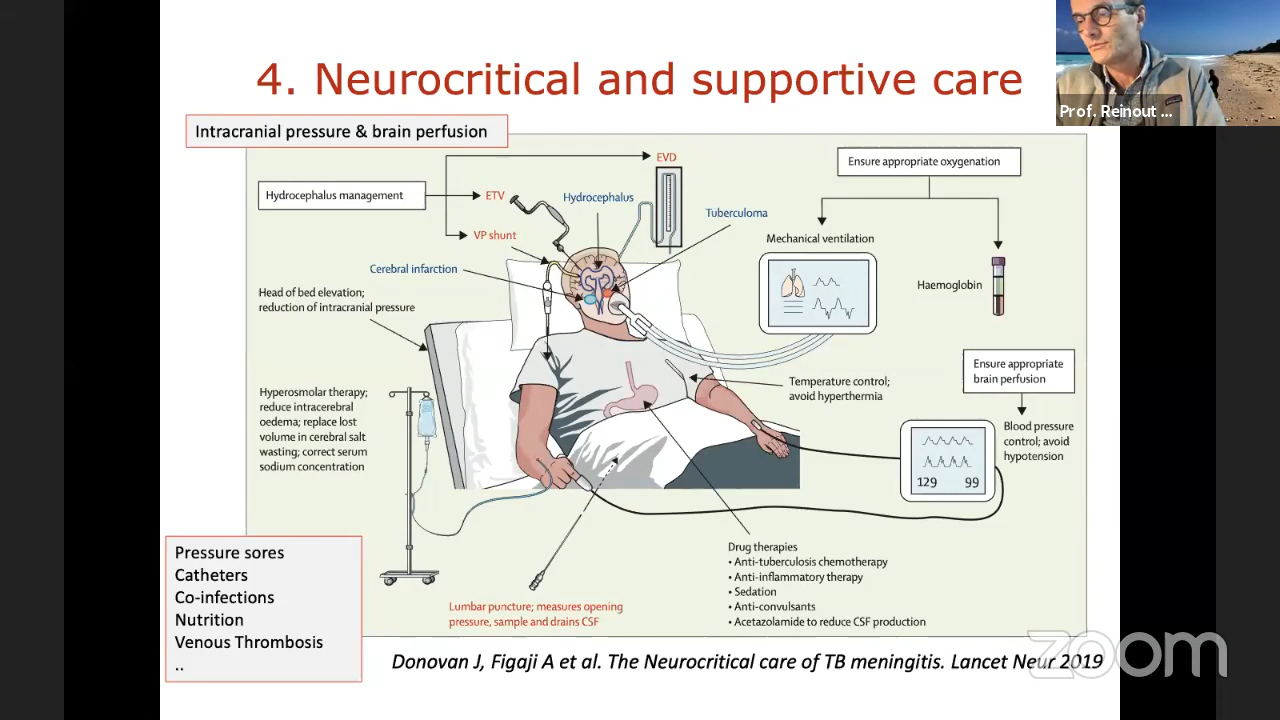 4. Neurocritical and supportive care
Prof. Reinout ...
Intracranial pressure & brain perfusion
Hydrocephalus management
EVD
ETV
VP shunt
Hydrocephalus
Tuberculoma
Cerebral infarction
Ensure appropriate oxygenation
Mechanical ventilation
Haemoglobin
Head of bed elevation;
reduction of intracranial pressure
Ensure appropriate
brain perfusion
Temperature control;
avoid hyperthermia
Blood pressure
control; avoid
hypotension
Hyperosmolar therapy;
reduce intracerebral
oedema; replace lost
volume in cerebral salt
wasting; correct serum
sodium concentration
129 99
Pressure sores
Catheters
Co-infections
Nutrition
Venous Thrombosis
..
Lumbar puncture; measures opening
pressure, sample and drains CSF
Drug therapies
• Anti-tuberculosis chemotherapy
• Anti-inflammatory therapy
• Sedation
• Anti-convulsants
• Acetazolamide to reduce CSF production
Donovan J, Figaji A et al. The Neurocritical care of TB meningitis. Lancet Neur 2019
zoom